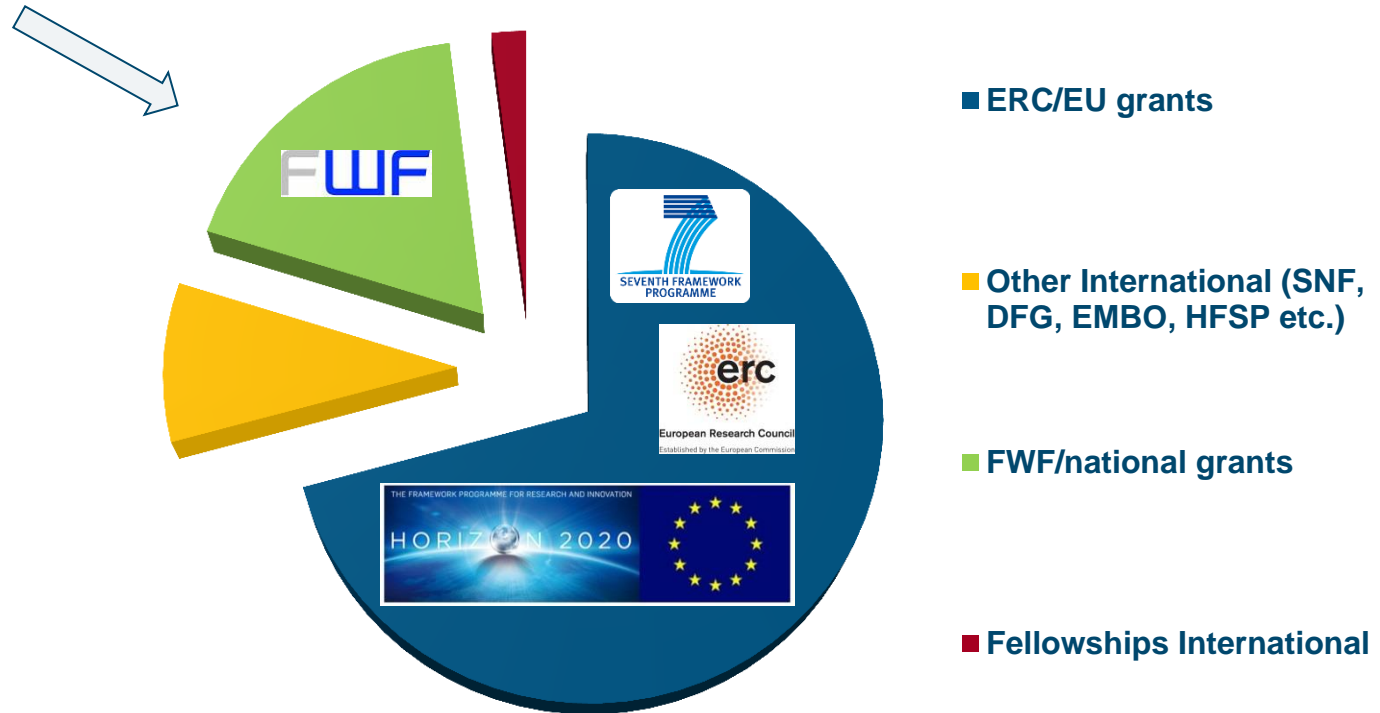 FWF
7
SEVENTH FRAMEWORK
PROGRAMME
erc
European Research Council
Established by the European Commission
THE FRAMEWORK PROGRAMME FOR RESEARCH AND INNOVATION
HORIZON 2020
ERC/EU grants
Other International (SNF,
DFG, EMBO, HFSP etc.)
FWF/national grants
Fellowships International